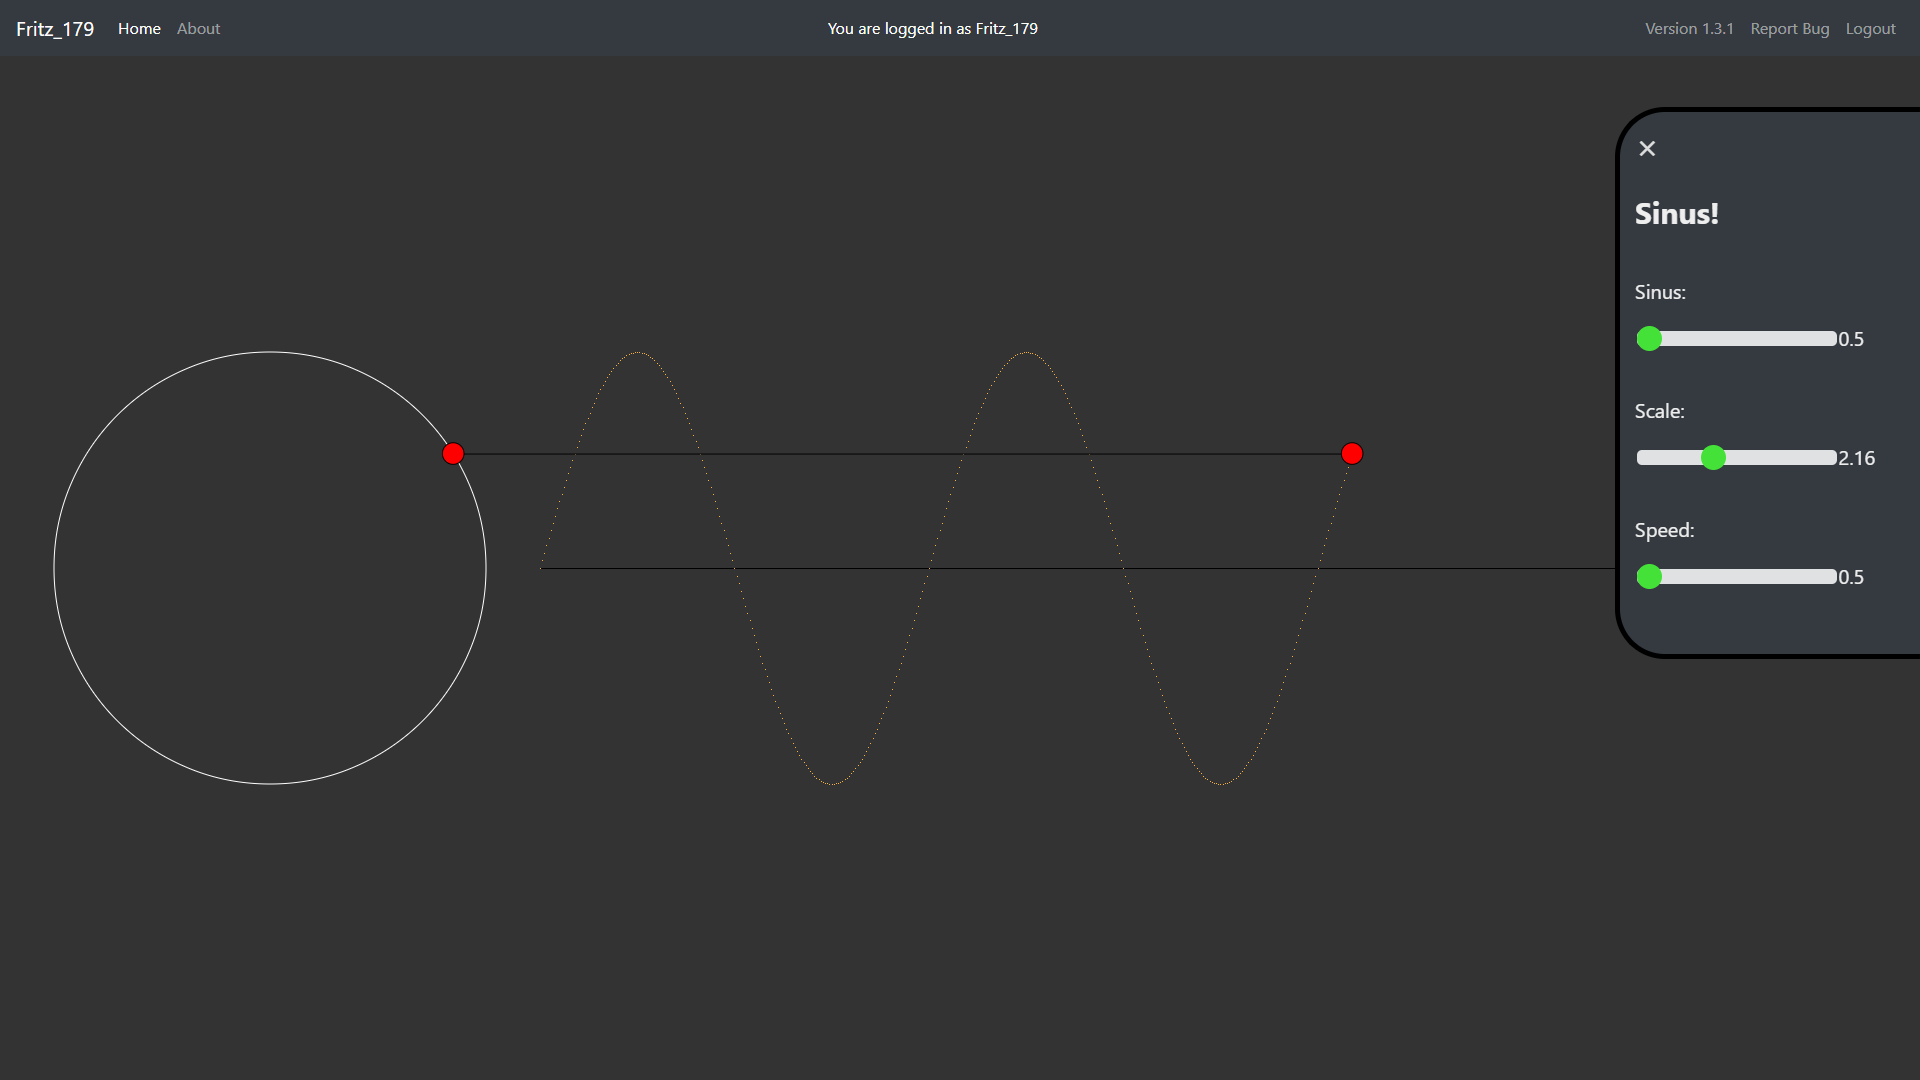 Fritz_179 Home About You are logged in as Fritz_179 Version 1.3.1 Report Bug Logout
×
Sinus!
Sinus:
0.5
Scale:
2.16
Speed:
0.5